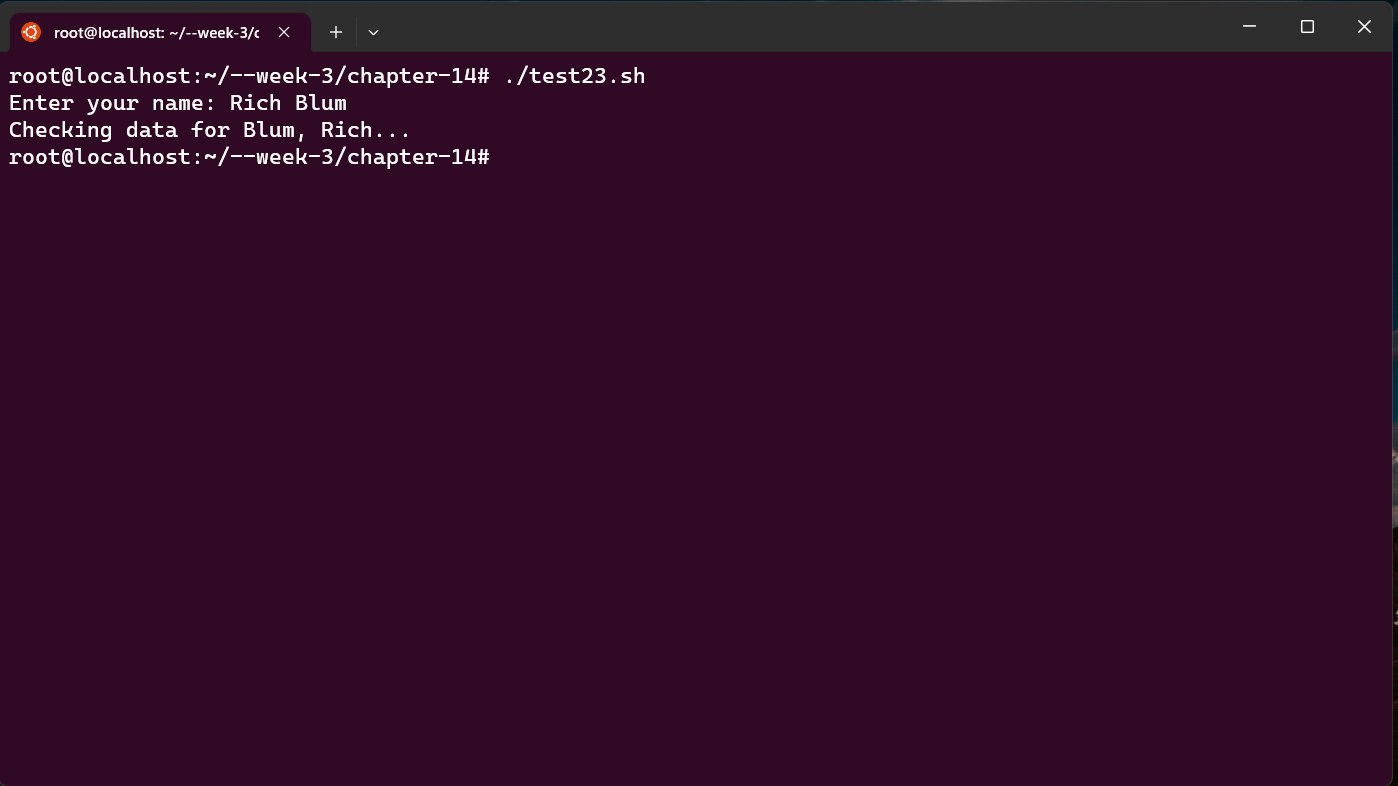 root@localhost: ~/--week-3/c
root@localhost:~/--week-3/chapter-14# ./test23.sh
Enter your name: Rich Blum
Checking data for Blum, Rich...
root@localhost:~/--week-3/chapter-14#